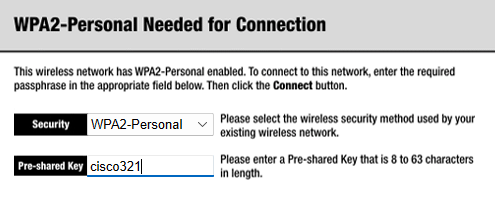 WPA2-Personal Needed for Connection
This wireless network has WPA2-Personal enabled. To connect to this network, enter the required
passphrase in the appropriate field below. Then click the Connect button.
Security WPA2-Personal Please select the wireless security method used by your
existing wireless network.
Pre-shared Key cisco321 Please enter a Pre-shared Key that is 8 to 63 characters
in length.